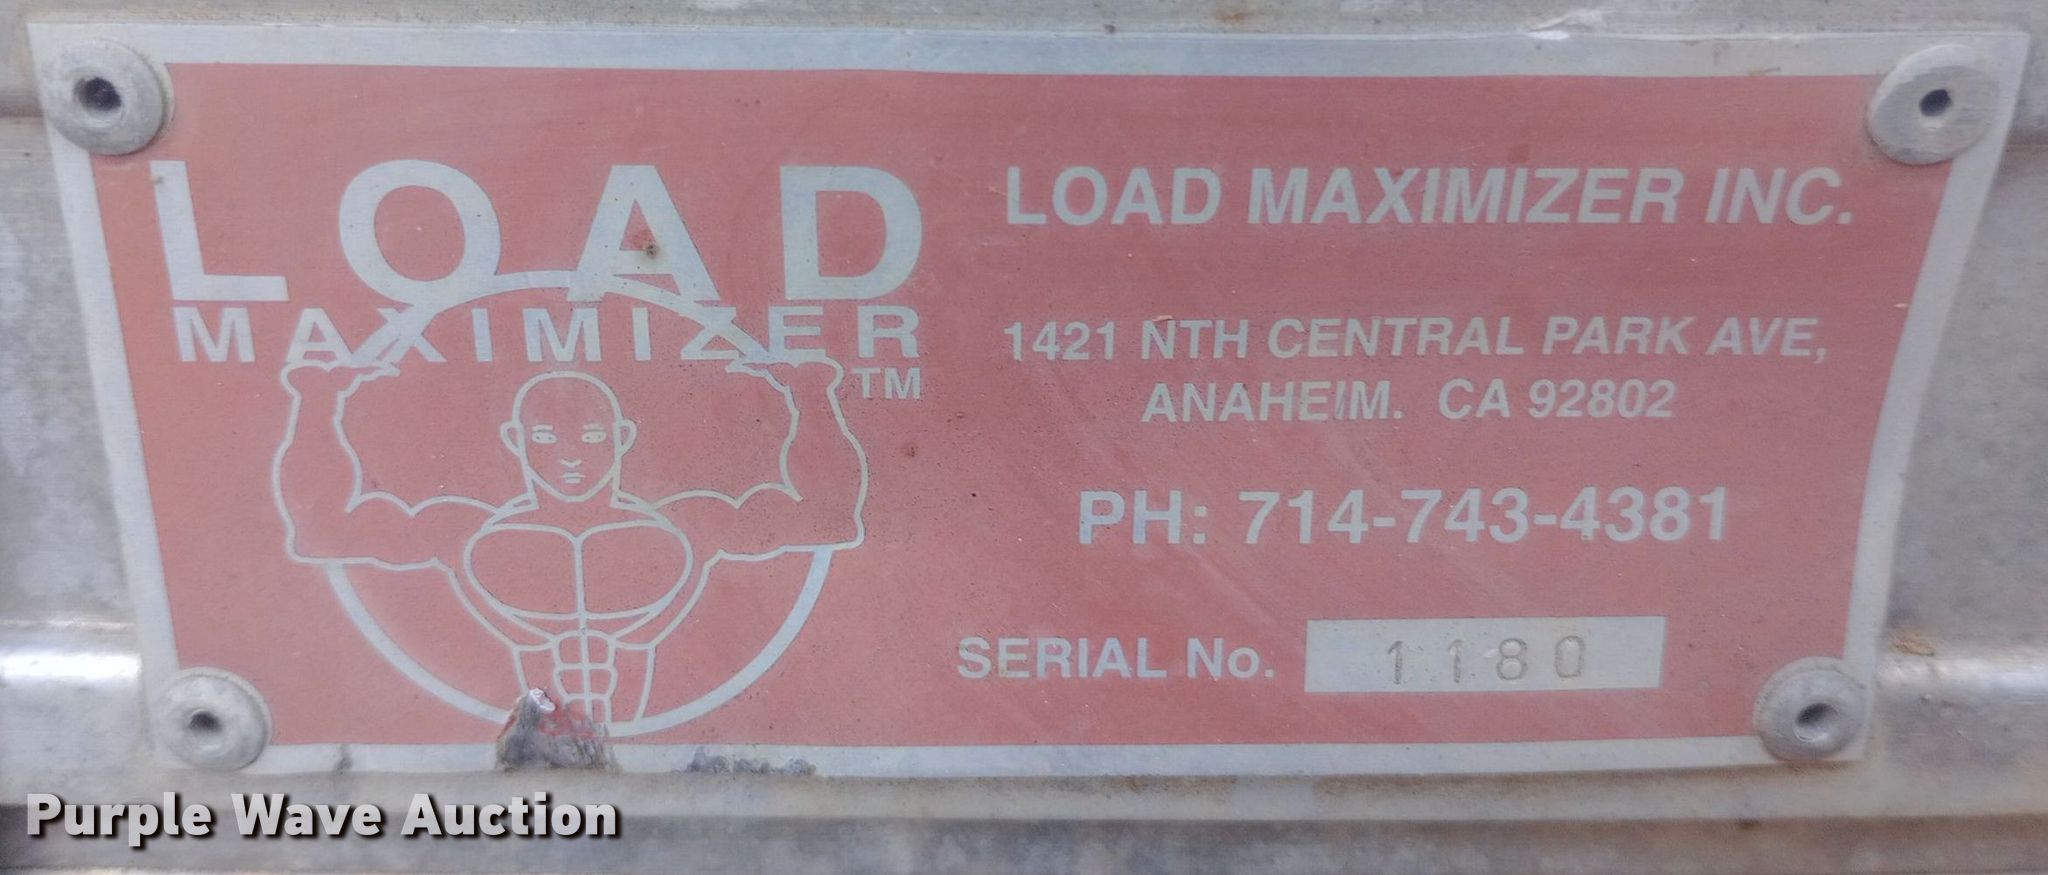 LOAD
MAXIMIZER
TM
LOAD MAXIMIZER INC.
1421 NTH CENTRAL PARK AVE,
ANAHEIM. CA 92802
PH: 714-743-4381
SERIAL No. 1180
Purple Wave Auction